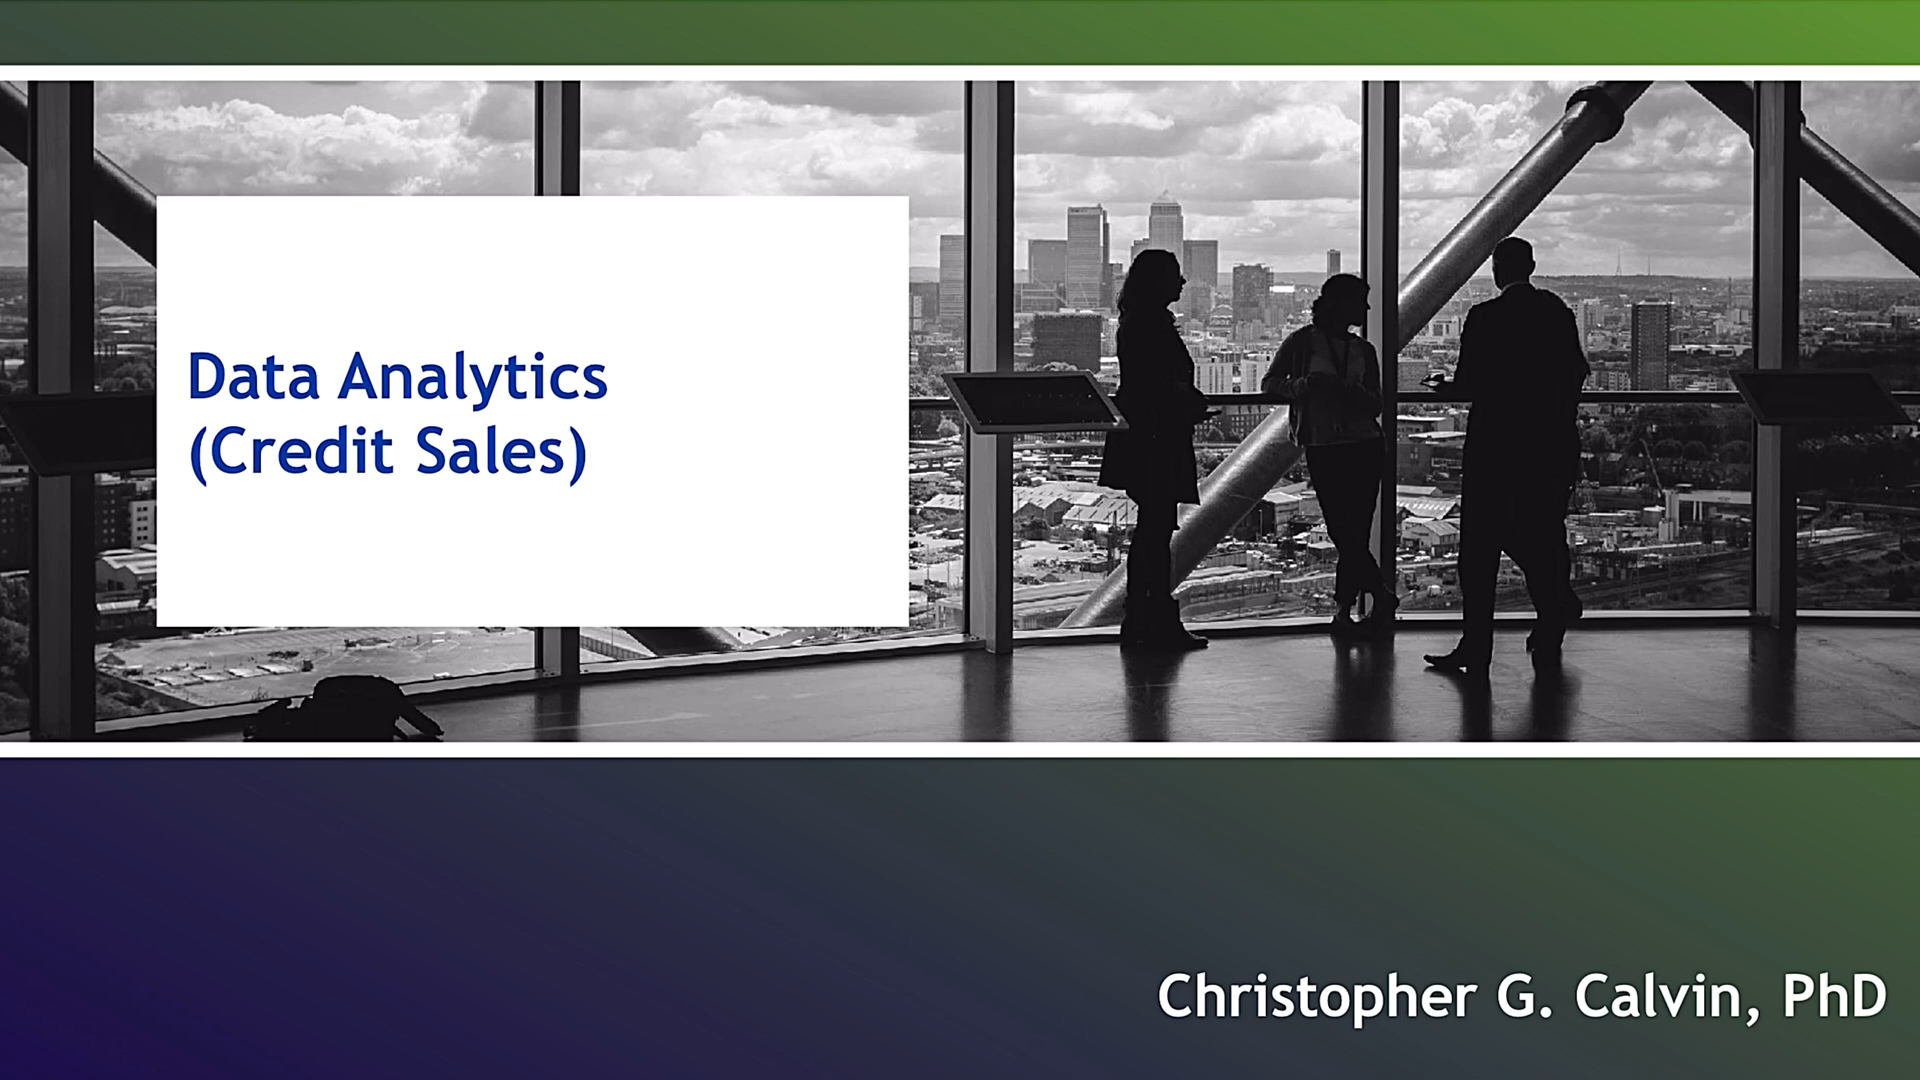 Data Analytics
(Credit Sales)
Christopher G. Calvin, PhD